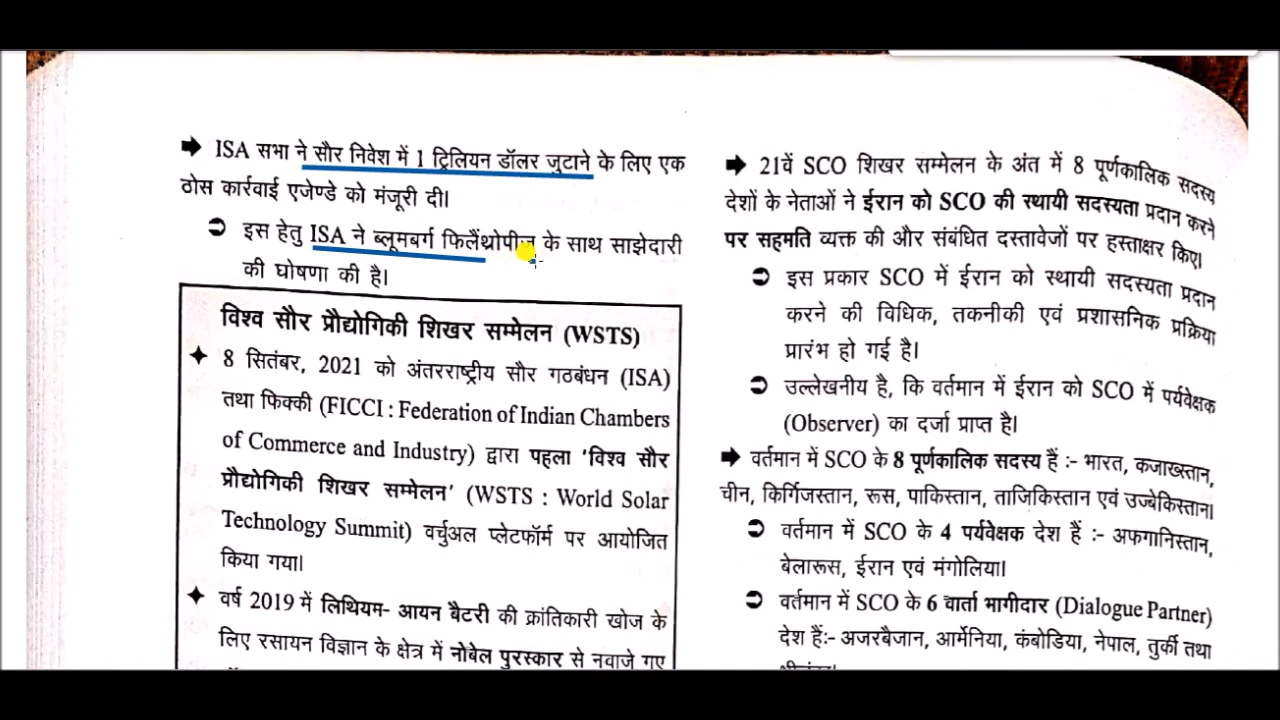 ➡ ISA सभा ने सौर निवेश में 1 ट्रिलियन डॉलर जुटाने के लिए एक
ठोस कार्रवाई एजेण्डे को मंजूरी दी।
➲ इस हेतु ISA ने ब्लूमबर्ग फिलैंथ्रोपीज के साथ साझेदारी
की घोषणा की है।
विश्व सौर प्रौद्योगिकी शिखर सम्मेलन (WSTS)
✦ 8 सितंबर, 2021 को अंतरराष्ट्रीय सौर गठबंधन (ISA)
तथा फिक्की (FICCI : Federation of Indian Chambers
of Commerce and Industry) द्वारा पहला ‘विश्व सौर
प्रौद्योगिकी शिखर सम्मेलन’ (WSTS : World Solar
Technology Summit) वर्चुअल प्लेटफॉर्म पर आयोजित
किया गया।
✦ वर्ष 2019 में लिथियम- आयन बैटरी की क्रांतिकारी खोज के
लिए रसायन विज्ञान के क्षेत्र में नोबेल पुरस्कार से नवाजे गए
➡ 21वें SCO शिखर सम्मेलन के अंत में 8 पूर्णकालिक सदस्य
देशों के नेताओं ने ईरान को SCO की स्थायी सदस्यता प्रदान करने
पर सहमति व्यक्त की और संबंधित दस्तावेजों पर हस्ताक्षर किए।
➲ इस प्रकार SCO में ईरान को स्थायी सदस्यता प्रदान
करने की विधिक, तकनीकी एवं प्रशासनिक प्रक्रिया
प्रारंभ हो गई है।
➲ उल्लेखनीय है, कि वर्तमान में ईरान को SCO में पर्यवेक्षक
(Observer) का दर्जा प्राप्त है।
➡ वर्तमान में SCO के 8 पूर्णकालिक सदस्य हैं :- भारत, कजाख्स्तान,
चीन, किर्गिजस्तान, रूस, पाकिस्तान, ताजिकिस्तान एवं उज्बेकिस्तान।
➲ वर्तमान में SCO के 4 पर्यवेक्षक देश हैं :- अफगानिस्तान,
बेलारूस, ईरान एवं मंगोलिया।
➲ वर्तमान में SCO के 6 वार्ता भागीदार (Dialogue Partner)
देश हैं:- अजरबैजान, आर्मेनिया, कंबोडिया, नेपाल, तुर्की तथा